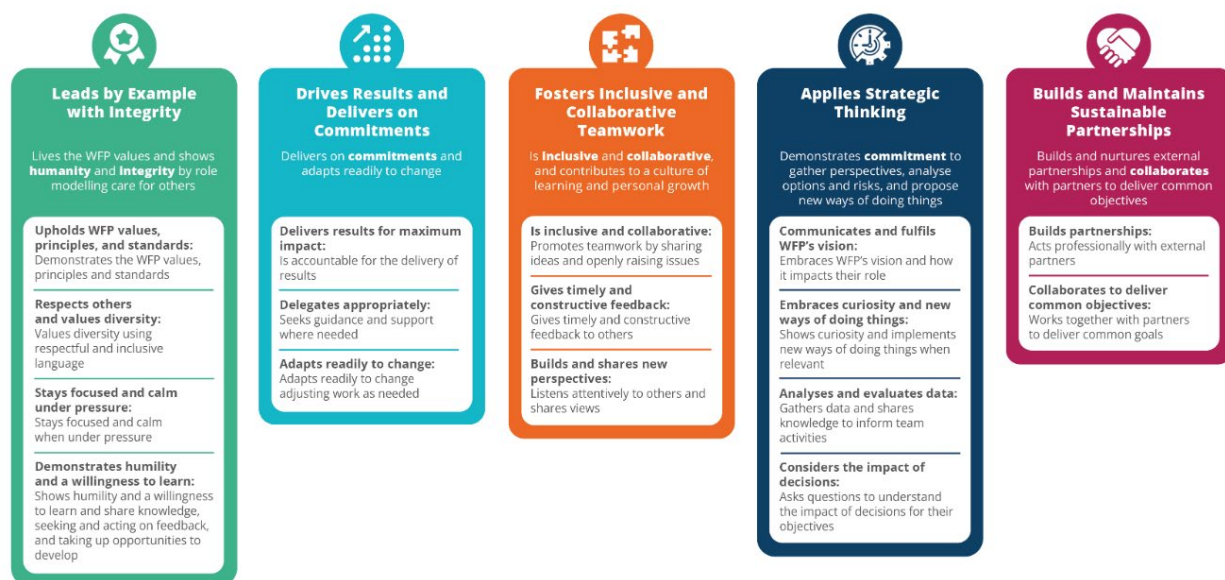 Leads by Example
with Integrity
Lives the WFP values and shows
humanity and integrity by role
modelling care for others
Upholds WFP values,
principles, and standards:
Demonstrates the WFP values,
principles and standards
Respects others
and values diversity:
Values diversity using
respectful and inclusive
language
Stays focused and calm
under pressure:
Stays focused and calm
when under pressure
Demonstrates humility
and a willingness to learn:
Shows humility and a willingness
to learn and share knowledge,
seeking and acting on feedback,
and taking up opportunities to
develop
Drives Results and
Delivers on
Commitments
Delivers on commitments and
adapts readily to change
Delivers results for maximum
impact:
Is accountable for the delivery of
results
Delegates appropriately:
Seeks guidance and support
where needed
Adapts readily to change:
Adapts readily to change
adjusting work as needed
Fosters Inclusive and
Collaborative
Teamwork
Is inclusive and collaborative,
and contributes to a culture of
learning and personal growth
Is inclusive and collaborative:
Promotes teamwork by sharing
ideas and openly raising issues
Gives timely and
constructive feedback:
Gives timely and constructive
feedback to others
Builds and shares new
perspectives:
Listens attentively to others and
shares views
Applies Strategic
Thinking
Demonstrates commitment to
gather perspectives, analyse
options and risks, and propose
new ways of doing things
Communicates and fulfils
WFP's vision:
Embraces WFP's vision and how
it impacts their role
Embraces curiosity and new
ways of doing things:
Shows curiosity and implements
new ways of doing things when
relevant
Analyses and evaluates data:
Gathers data and shares
knowledge to inform team
activities
Considers the impact of
decisions:
Asks questions to understand
the impact of decisions for their
objectives
Builds and Maintains
Sustainable
Partnerships
Builds and nurtures external
partnerships and collaborates
with partners to deliver common
objectives
Builds partnerships:
Acts professionally with external
partners
Collaborates to deliver
common objectives:
Works together with partners
to deliver common goals